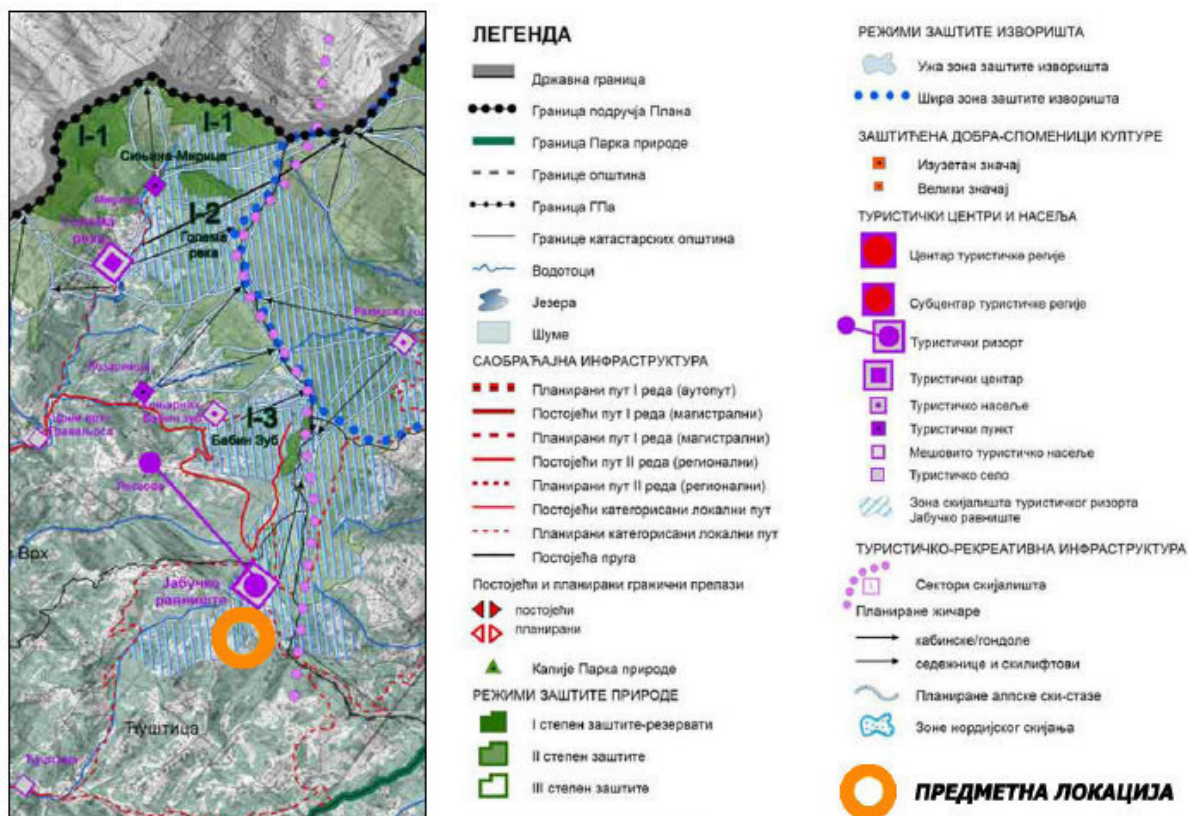 I-1
I-1
Сињана Мирица
I-2
Голема
река
I-3
Бабин Зуб
Лесковa
Врх
Јабучко
равниште
Ћуштица
ЛЕГЕНДА
Државна граница
Граница подручја Плана
Граница Парка природе
Границе општина
Граница ГПа
Границе катастарских општина
Водотоци
Језера
Шуме
САОБРАЋАЈНА ИНФРАСТРУКТУРА
Планирани пут I реда (аутопут)
Постојећи пут I реда (магистрални)
Планирани пут I реда (магистрални)
Постојећи пут II реда (регионални)
Планирани пут II реда (регионални)
Постојћи категорисани локални пут
Планирани категорисани локални пут
Постојећа пруга
Постојећи и планирани гранични прелази
постојећи
планирани
Капије Парка природе
РЕЖИМИ ЗАШТИТЕ ПРИРОДЕ
I степен заштите-резервати
II степен заштите
III степен заштите
РЕЖИМИ ЗАШТИТЕ ИЗВОРИШТА
Ужа зона заштите изворишта
Шира зона заштите изворишта
ЗАШТИЋЕНА ДОБРА-СПОМЕНИЦИ КУЛТУРЕ
Изузетан значај
Велики значај
ТУРИСТИЧКИ ЦЕНТРИ И НАСЕЉА
Центар туристичке регије
Субцентар туристичке регије
Туристички ризорт
Туристички центар
Туристичко насеље
Туристички пункт
Мешовито туристичко насеље
Туристичко село
Зона скијалишта туристичког ризорта
Јабучко равниште
ТУРИСТИЧКО-РЕКРЕАТИВНА ИНФРАСТРУКТУРА
Сектори скијалишта
Планиране жичаре
кабинске/гондоле
седежнице и скилифтови
Планиране алпске ски-стазе
Зоне нордијског скијања
ПРЕДМЕТНА ЛОКАЦИЈА